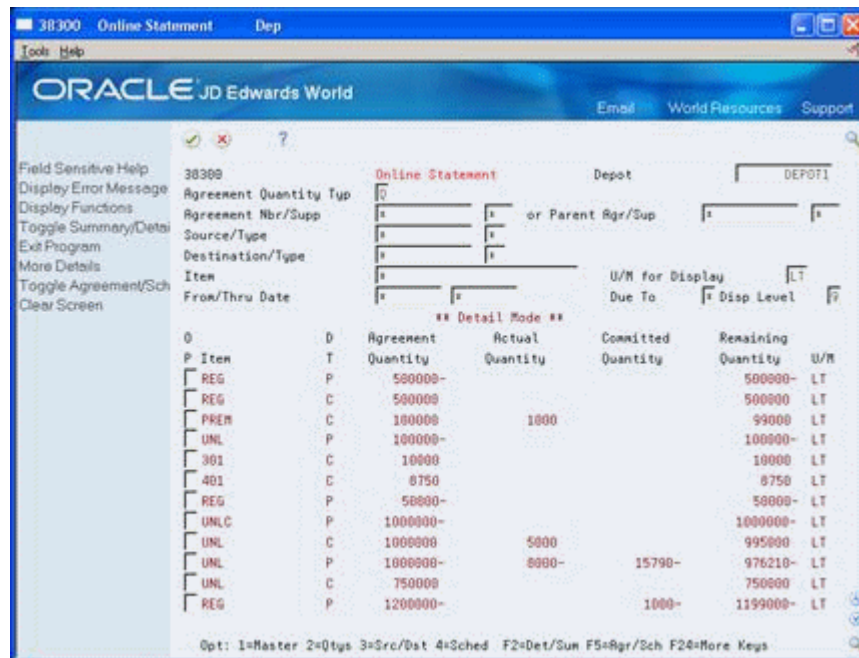 38300 Online Statement Dep
Tools Help
ORACLE JD Edwards World
Email World Resources Support
?
Field Sensitive Help
Display Error Message
Display Functions
Toggle Summary/Detai
Exit Program
More Details
Toggle Agreement/Sch
Clear Screen
38300 Online Statement Depot DEPOT1
Agreement Quantity Typ Q
Agreement Nbr/Supp * * or Parent Agr/Sup * *
Source/Type * *
Destination/Type * *
Item * U/M for Display LT
From/Thru Date * * Due To * Disp Level 9
** Detail Mode **
O D Agreement Actual Committed Remaining
P Item T Quantity Quantity Quantity Quantity U/M
REG P 500000- 500000- LT
REG C 500000 500000 LT
PREM C 100000 1000 99000 LT
UNL P 100000- 100000- LT
301 C 10000 10000 LT
401 C 8750 8750 LT
REG P 50000- 50000- LT
UNLC P 1000000- 1000000- LT
UNL C 1000000 5000 995000 LT
UNL P 1000000- 8000- 15790- 976210- LT
UNL C 750000 750000 LT
REG P 1200000- 1000- 1199000- LT
Opt: 1=Master 2=Qtys 3=Src/Dst 4=Sched F2=Det/Sum F5=Agr/Sch F24=More Keys